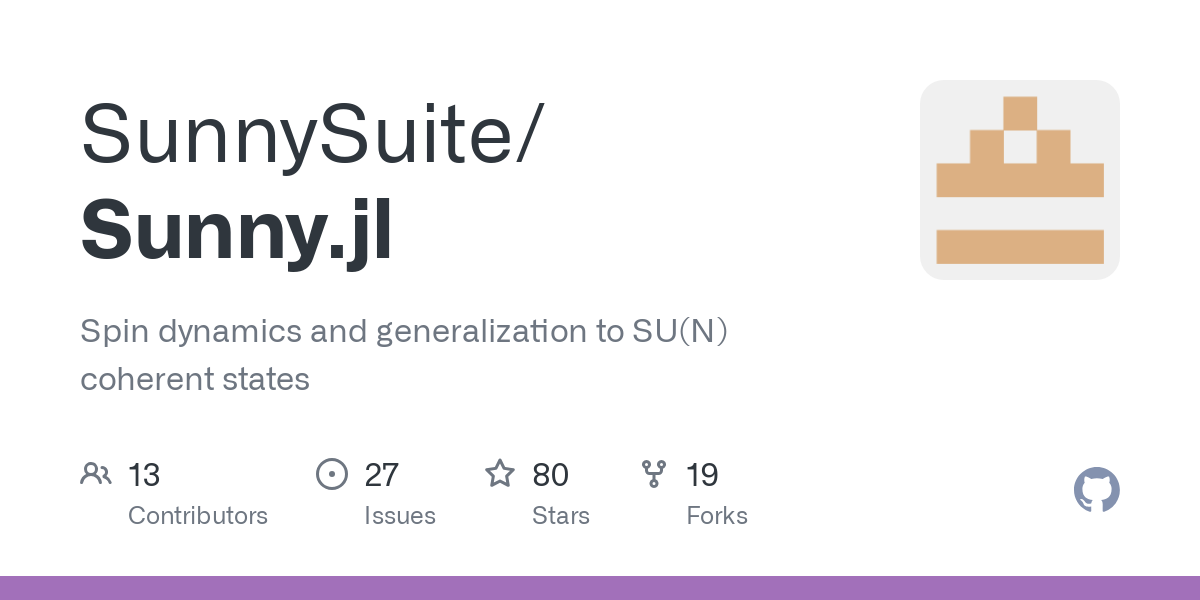 SunnySuite/
Sunny.jl
Spin dynamics and generalization to SU(N)
coherent states
13 27 80 19
Contributors Issues Stars Forks